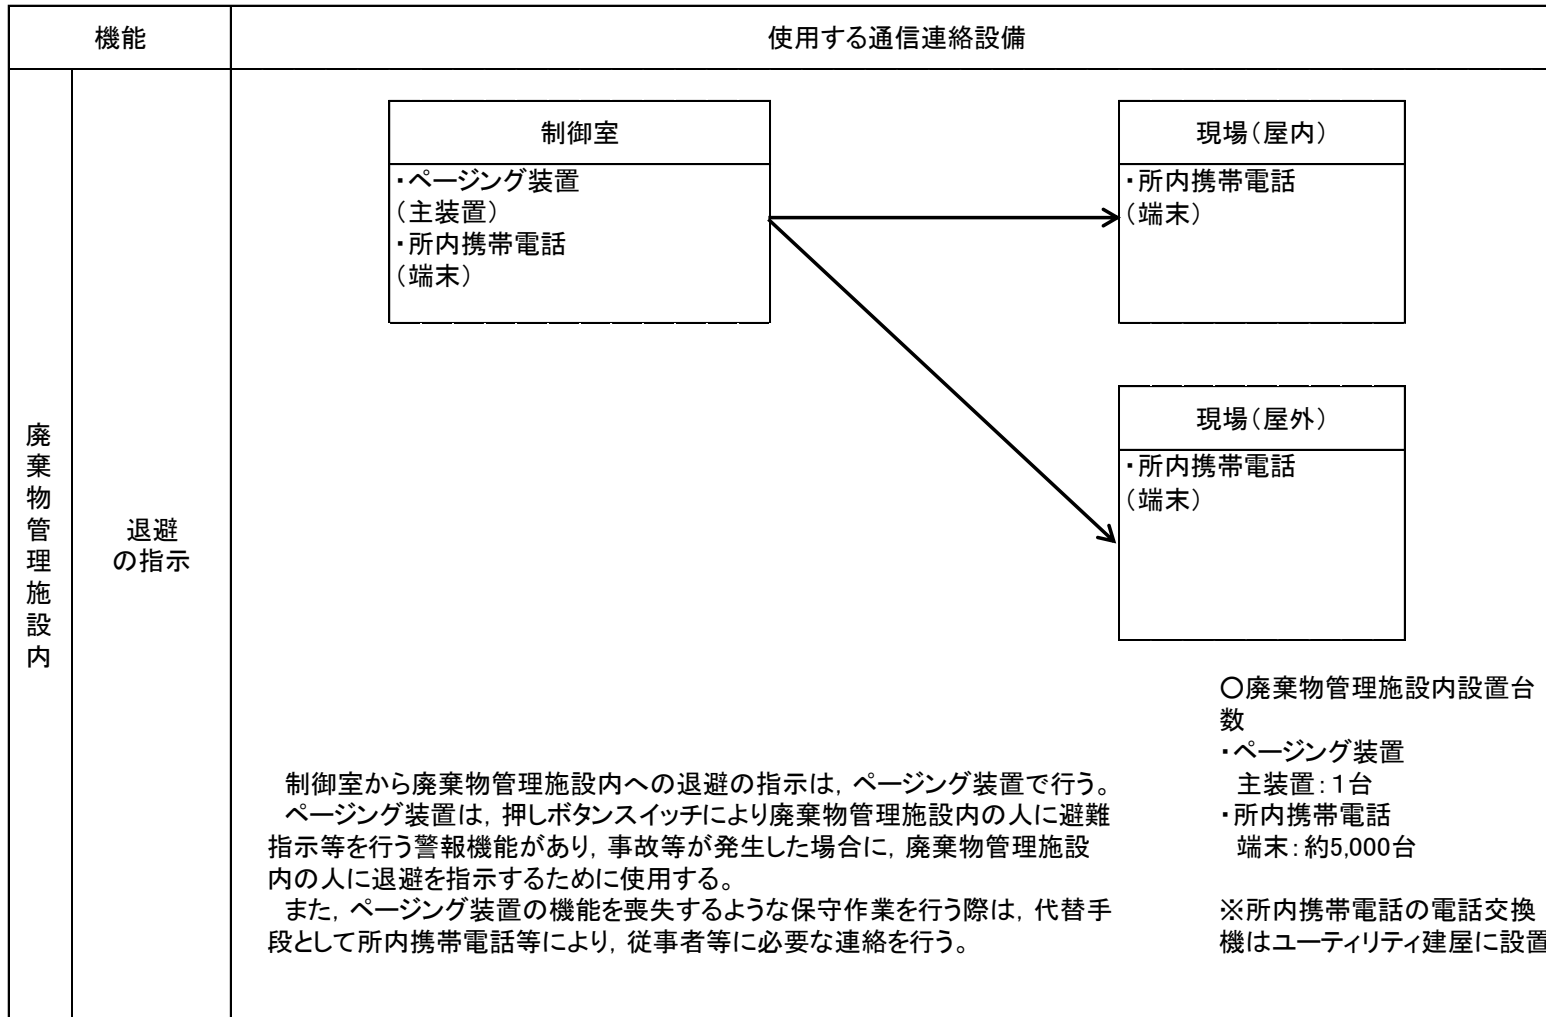 機能
使用する通信連絡設備
廃棄物管理施設内
退避
の指示
制御室
・ページング装置
（主装置）
・所内携帯電話
（端末）
現場（屋内）
・所内携帯電話
（端末）
現場（屋外）
・所内携帯電話
（端末）
制御室から廃棄物管理施設内への退避の指示は，ページング装置で行う。
ページング装置は，押しボタンスイッチにより廃棄物管理施設内の人に避難
指示等を行う警報機能があり，事故等が発生した場合に，廃棄物管理施設
内の人に退避を指示するために使用する。
また，ページング装置の機能を喪失するような保守作業を行う際は，代替手
段として所内携帯電話等により，従事者等に必要な連絡を行う。
〇廃棄物管理施設内設置台
数
・ページング装置
主装置：１台
・所内携帯電話
端末：約5,000台
※所内携帯電話の電話交換
機はユーティリティ建屋に設置